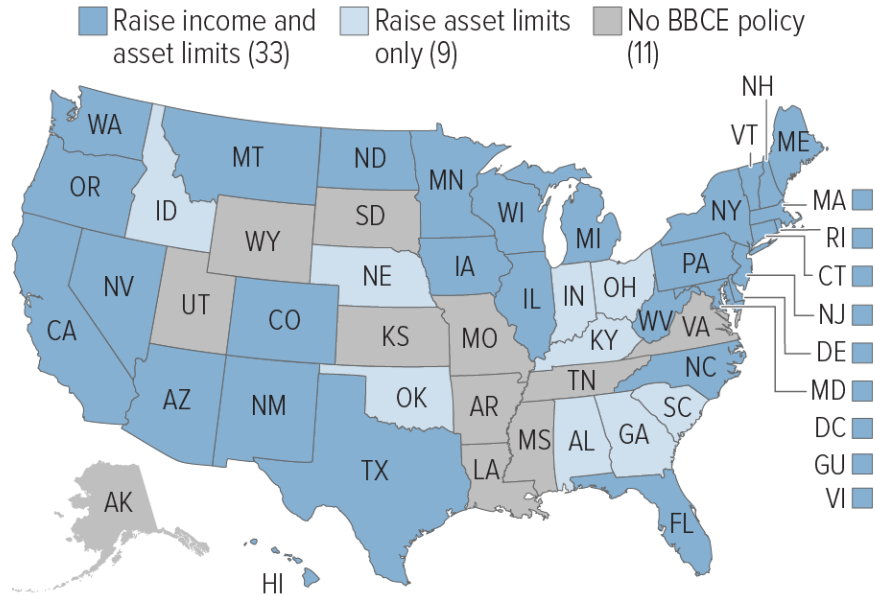 Raise income and
asset limits (33)
Raise asset limits
only (9)
No BBCE policy
(11)
NH
VT
ME
WA
MT
ND
MN
OR
ID
SD
WI
MI
NY
MA
WY
RI
IA
PA
CT
NE
NV
UT
IL
IN
OH
NJ
CO
WV
VA
CA
KS
MO
KY
DE
NC
TN
MD
AZ
NM
OK
AR
SC
DC
MS
AL
GA
TX
LA
GU
VI
AK
FL
HI